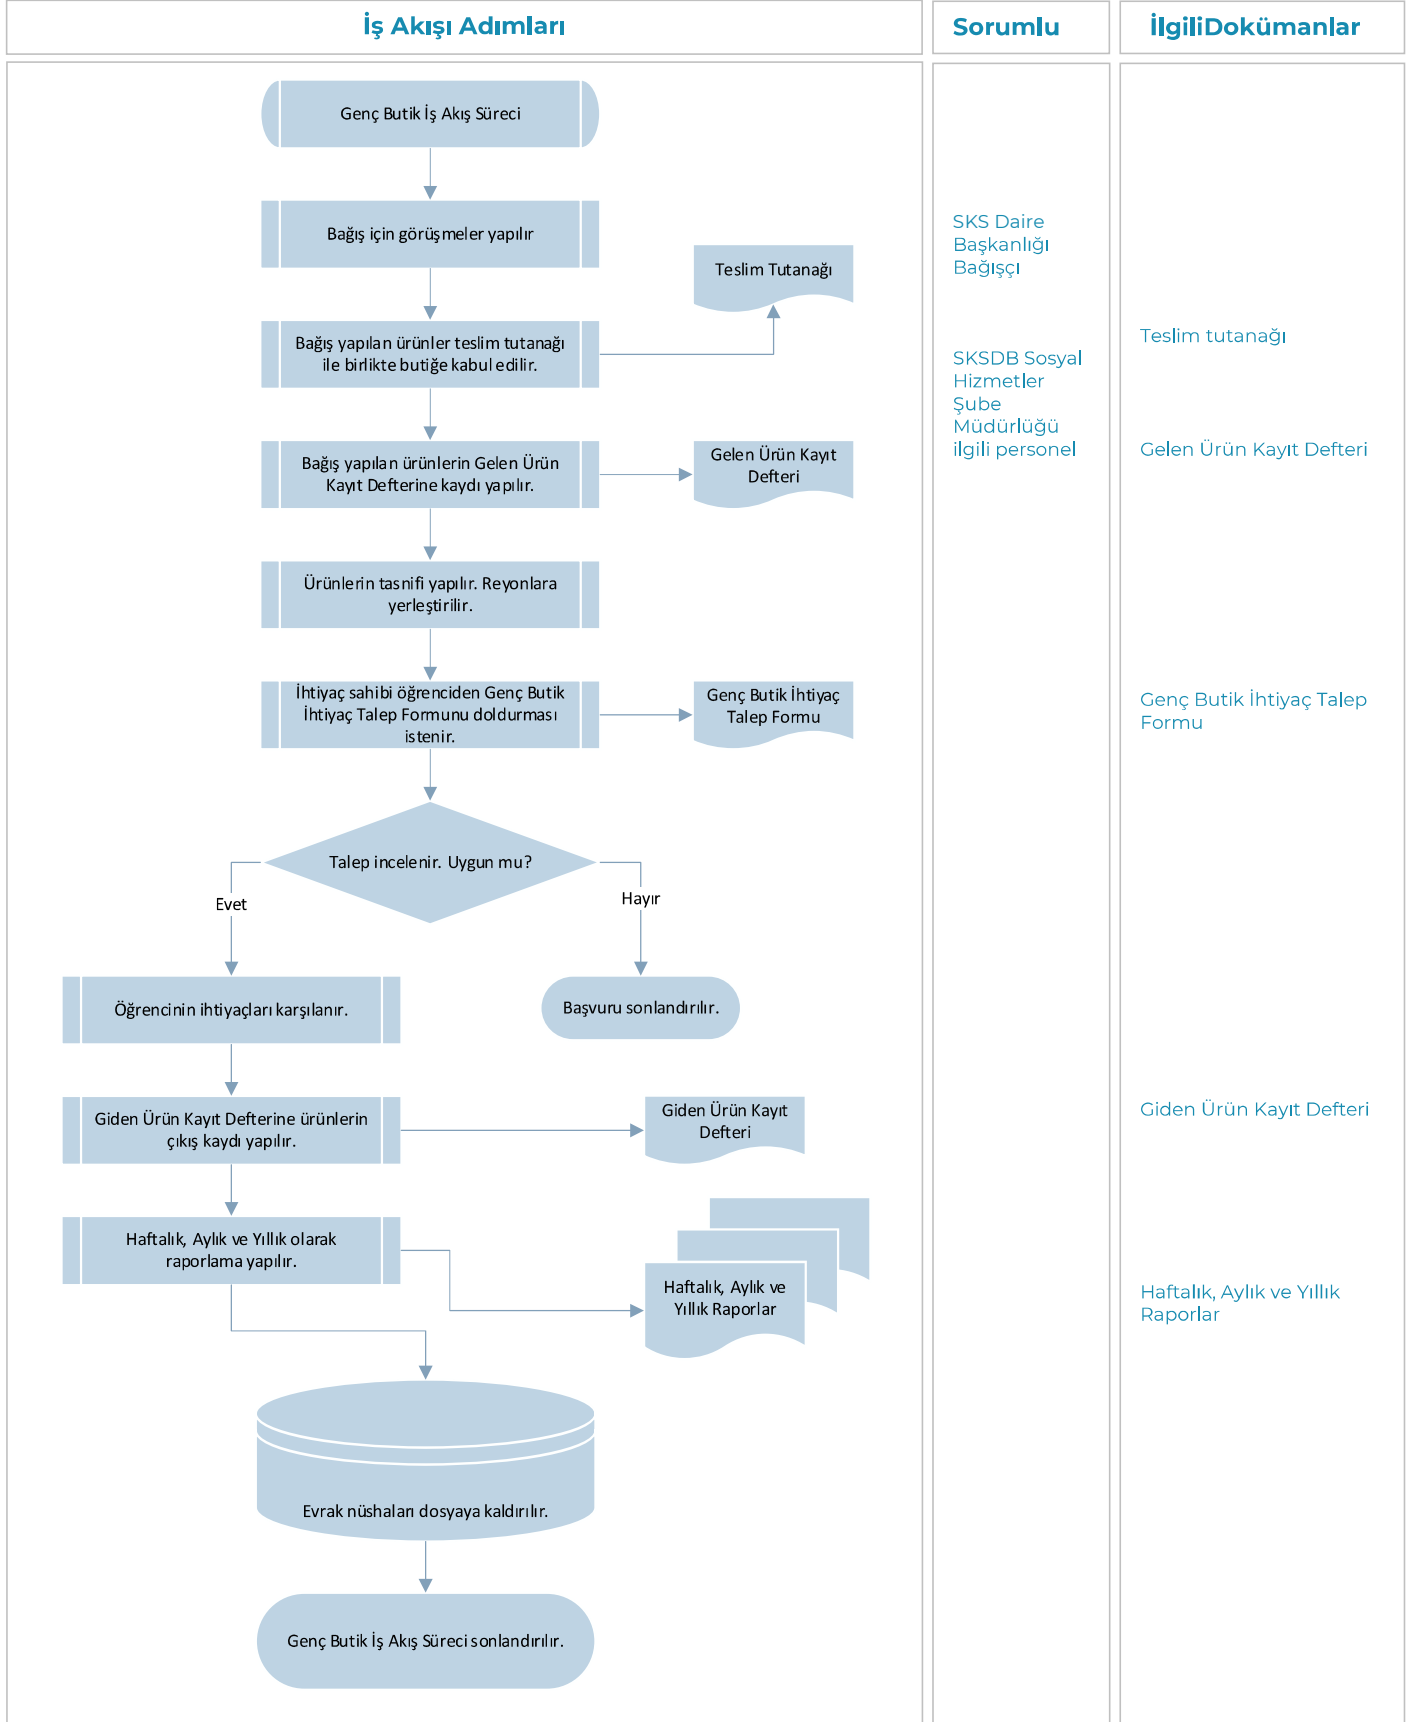 İş Akışı Adımları
Sorumlu
İlgiliDokümanlar
Genç Butik İş Akış Süreci
Bağış için görüşmeler yapılır
Teslim Tutanağı
Bağış yapılan ürünler teslim tutanağı
ile birlikte butiğe kabul edilir.
Bağış yapılan ürünlerin Gelen Ürün
Kayıt Defterine kaydı yapılır.
Gelen Ürün Kayıt
Defteri
Ürünlerin tasnifi yapılır. Reyonlara
yerleştirilir.
İhtiyaç sahibi öğrenciden Genç Butik
İhtiyaç Talep Formunu doldurması
istenir.
Genç Butik İhtiyaç
Talep Formu
Talep incelenir. Uygun mu?
Evet
Hayır
Öğrencinin ihtiyaçları karşılanır.
Başvuru sonlandırılır.
Giden Ürün Kayıt Defterine ürünlerin
çıkış kaydı yapılır.
Giden Ürün Kayıt
Defteri
Haftalık, Aylık ve Yıllık olarak
raporlama yapılır.
Haftalık, Aylık ve
Yıllık Raporlar
Evrak nüshaları dosyaya kaldırılır.
Genç Butik İş Akış Süreci sonlandırılır.
SKS Daire
Başkanlığı
Bağışçı
SKSDB Sosyal
Hizmetler
Şube
Müdürlüğü
ilgili personel
Teslim tutanağı
Gelen Ürün Kayıt Defteri
Genç Butik İhtiyaç Talep
Formu
Giden Ürün Kayıt Defteri
Haftalık, Aylık ve Yıllık
Raporlar